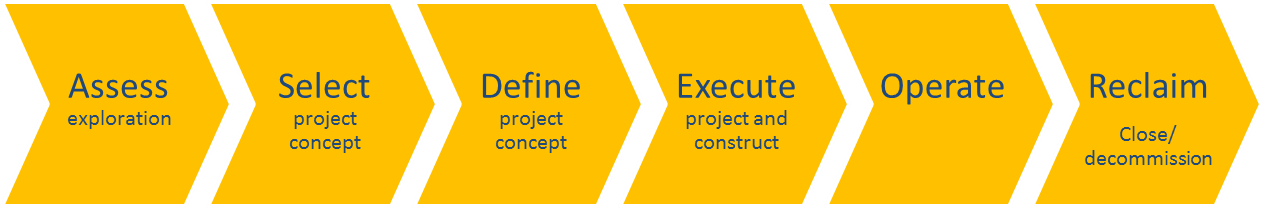 Assess
exploration
Select
project
concept
Define
project
concept
Execute
project and
construct
Operate
Reclaim
Close/
decommission